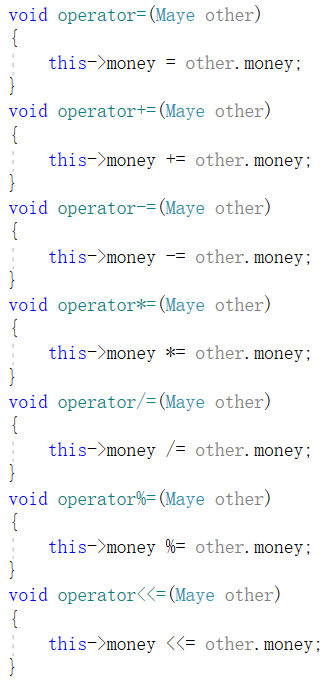 void operator=(Maye other)
{
    this->money = other.money;
}
void operator+=(Maye other)
{
    this->money += other.money;
}
void operator-=(Maye other)
{
    this->money -= other.money;
}
void operator*=(Maye other)
{
    this->money *= other.money;
}
void operator/=(Maye other)
{
    this->money /= other.money;
}
void operator%=(Maye other)
{
    this->money %= other.money;
}
void operator<<=(Maye other)
{
    this->money <<= other.money;
}